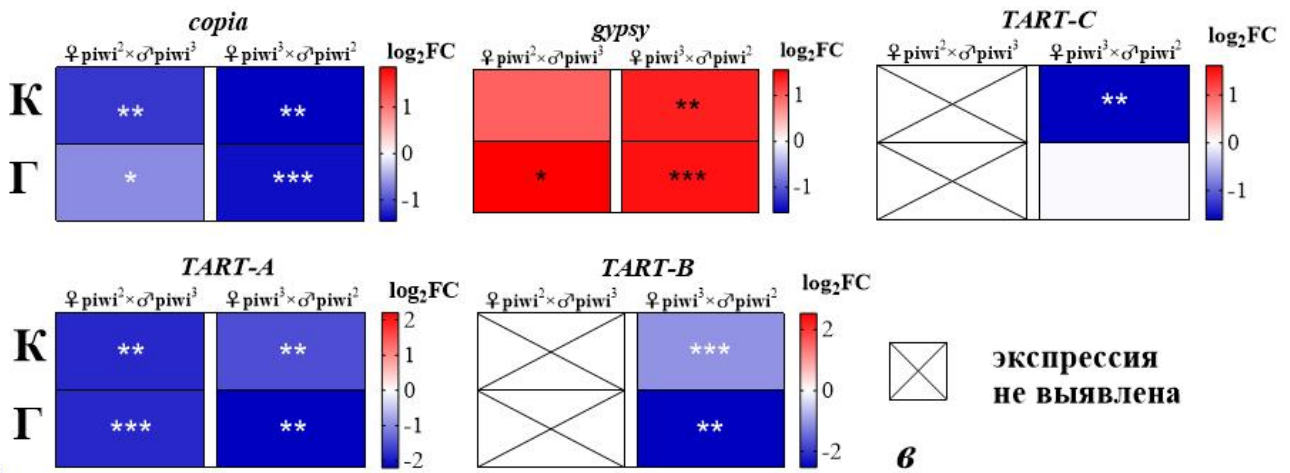 copia
♀piwi²×♂piwi³ ♀piwi³×♂piwi² log₂FC
К ** **
Г * ***
1
0
-1
gypsy
♀piwi²×♂piwi³ ♀piwi³×♂piwi² log₂FC
**
* ***
1
0
-1
TART-C
♀piwi²×♂piwi³ ♀piwi³×♂piwi² log₂FC
**
1
0
-1
TART-A
♀piwi²×♂piwi³ ♀piwi³×♂piwi² log₂FC
К ** **
Г *** **
2
1
0
-1
-2
TART-B
♀piwi²×♂piwi³ ♀piwi³×♂piwi² log₂FC
***
**
2
0
-2
экспрессия
не выявлена
в